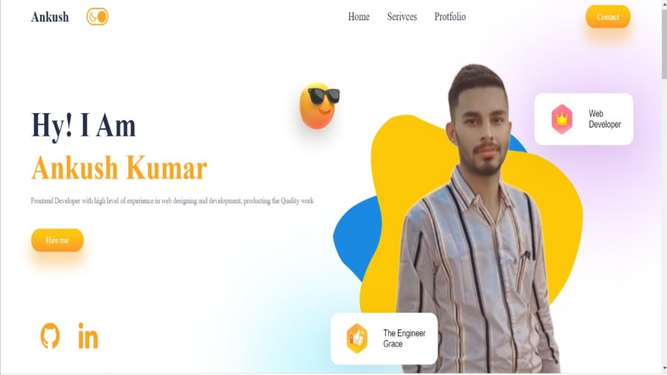 Ankush
Home Serivces Protfolio
Contact
Hy! I Am
Ankush Kumar
Frontend Developer with high level of experience in web designing and development, producting the Quality work
Hire me
in
Web
Developer
The Engineer
Grace